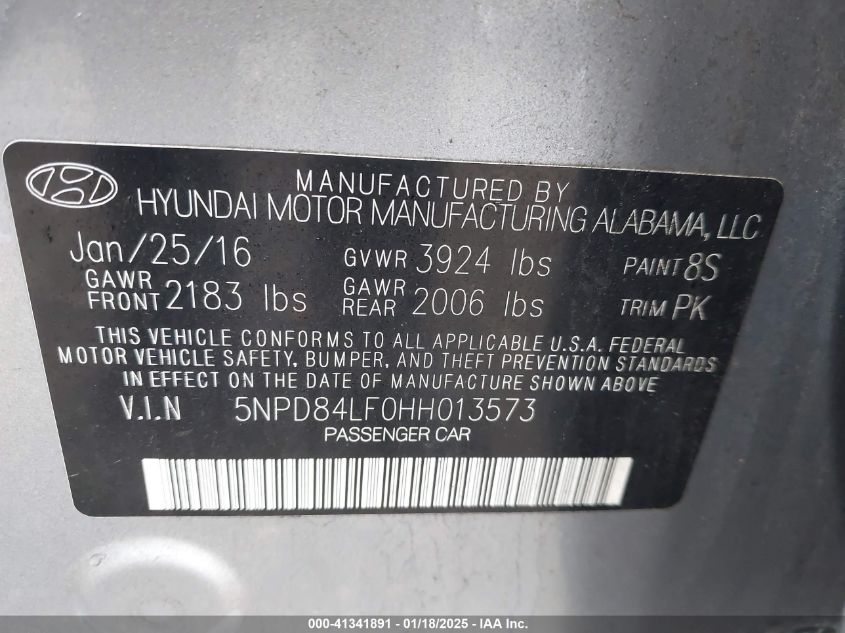 MANUFACTURED BY
HYUNDAI MOTOR MANUFACTURING ALABAMA, LLC
Jan/25/16 GVWR 3924 lbs PAINT 8S
GAWR FRONT 2183 lbs GAWR REAR 2006 lbs TRIM PK
THIS VEHICLE CONFORMS TO ALL APPLICABLE U.S.A. FEDERAL
MOTOR VEHICLE SAFETY, BUMPER, AND THEFT PREVENTION STANDARDS
IN EFFECT ON THE DATE OF MANUFACTURE SHOWN ABOVE
V.I.N 5NPD84LF0HH013573
PASSENGER CAR
000-41341891 - 01/18/2025 - IAA Inc.